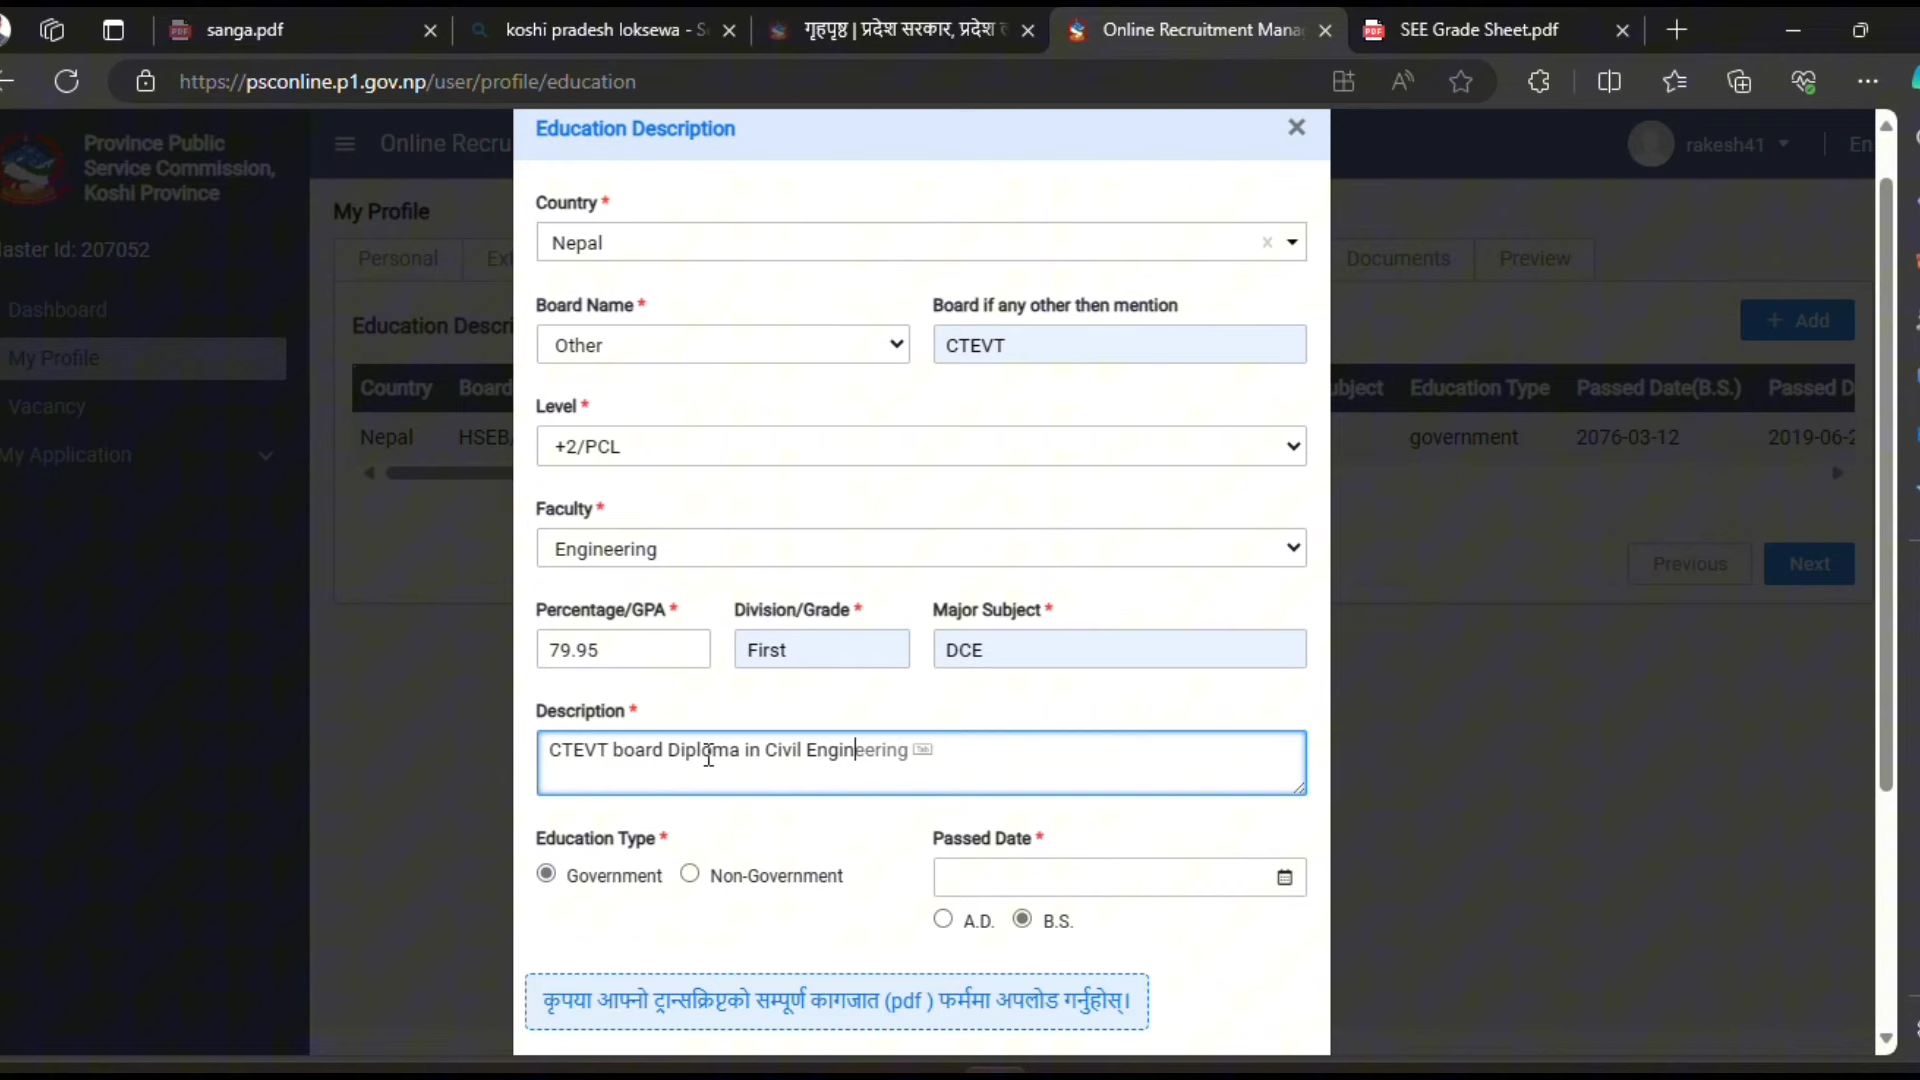 sanga.pdf
koshi pradesh loksewa - S
गृहपृष्ठ | प्रदेश सरकार, प्रदेश
Online Recruitment Mana
SEE Grade Sheet.pdf
https://psconline.p1.gov.np/user/profile/education
Province Public
Service Commission,
Koshi Province
aster Id: 207052
Dashboard
My Profile
Vacancy
My Application
Online Recru
rakesh41
En
My Profile
Personal
Ext
Documents
Preview
Education Descri
+ Add
Country
Board
bject
Education Type
Passed Date(B.S.)
Passed D
Nepal
HSEB/
government
2076-03-12
2019-06-2
Previous
Next
Education Description
Country *
Nepal
Board Name *
Board if any other then mention
Other
CTEVT
Level *
+2/PCL
Faculty *
Engineering
Percentage/GPA *
Division/Grade *
Major Subject *
79.95
First
DCE
Description *
CTEVT board Diploma in Civil Engineering Tab
Education Type *
Passed Date *
Government
Non-Government
A.D.
B.S.
कृपया आफ्नो ट्रान्सक्रिप्टको सम्पूर्ण कागजात (pdf ) फर्ममा अपलोड गर्नुहोस्।